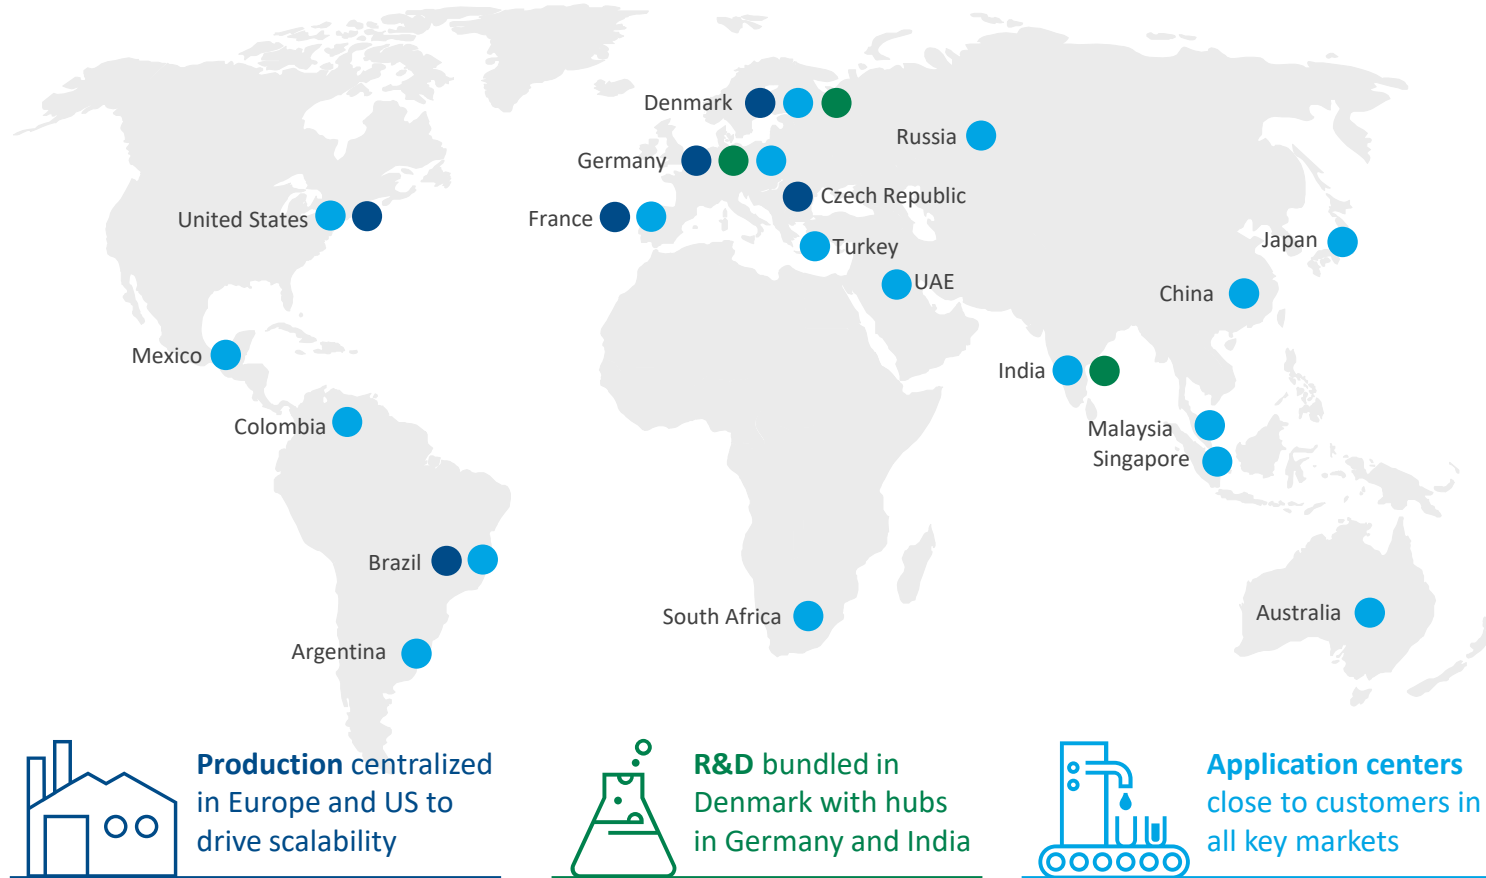 Denmark
Russia
Germany
Czech Republic
United States
France
Turkey
Japan
UAE
China
Mexico
India
Colombia
Malaysia
Singapore
Brazil
South Africa
Australia
Argentina
Production centralized
in Europe and US to
drive scalability
R&D bundled in
Denmark with hubs
in Germany and India
Application centers
close to customers in
all key markets